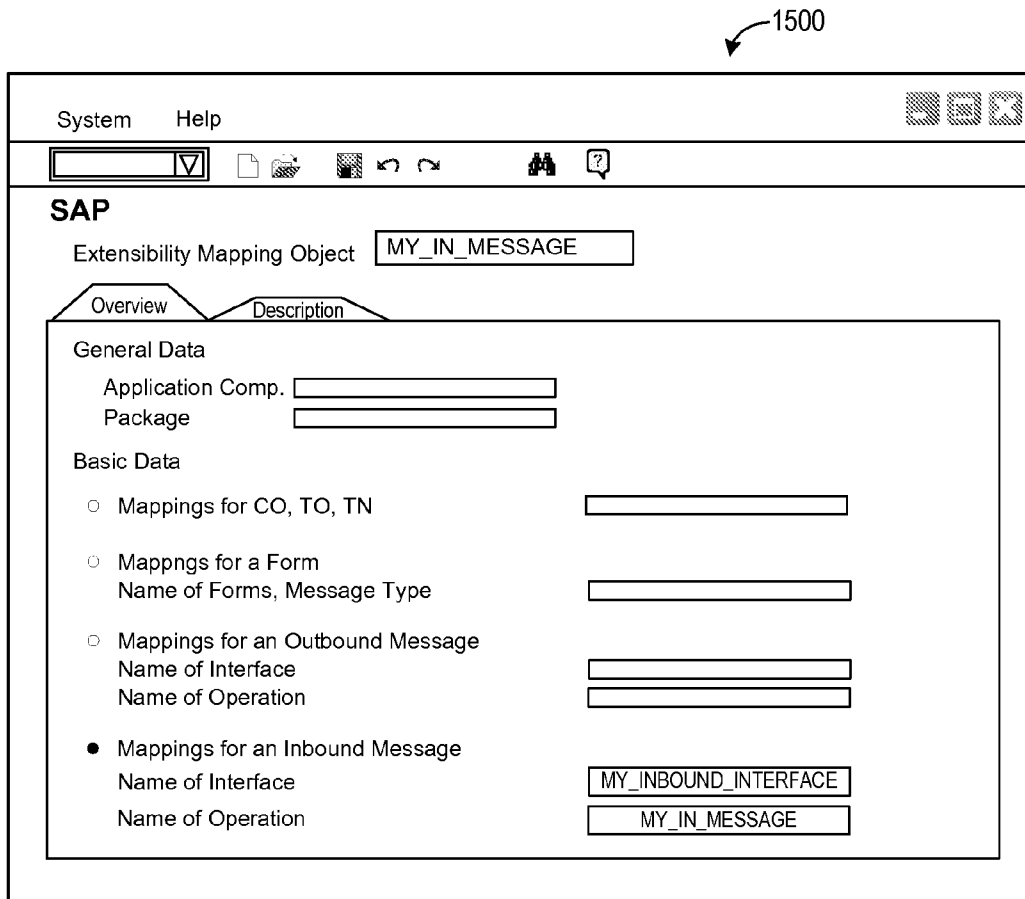 1500
System Help
SAP
Extensibility Mapping Object MY_IN_MESSAGE
Overview Description
General Data
Application Comp.
Package
Basic Data
Mappings for CO, TO, TN
Mappngs for a Form
Name of Forms, Message Type
Mappings for an Outbound Message
Name of Interface
Name of Operation
Mappings for an Inbound Message
Name of Interface MY_INBOUND_INTERFACE
Name of Operation MY_IN_MESSAGE